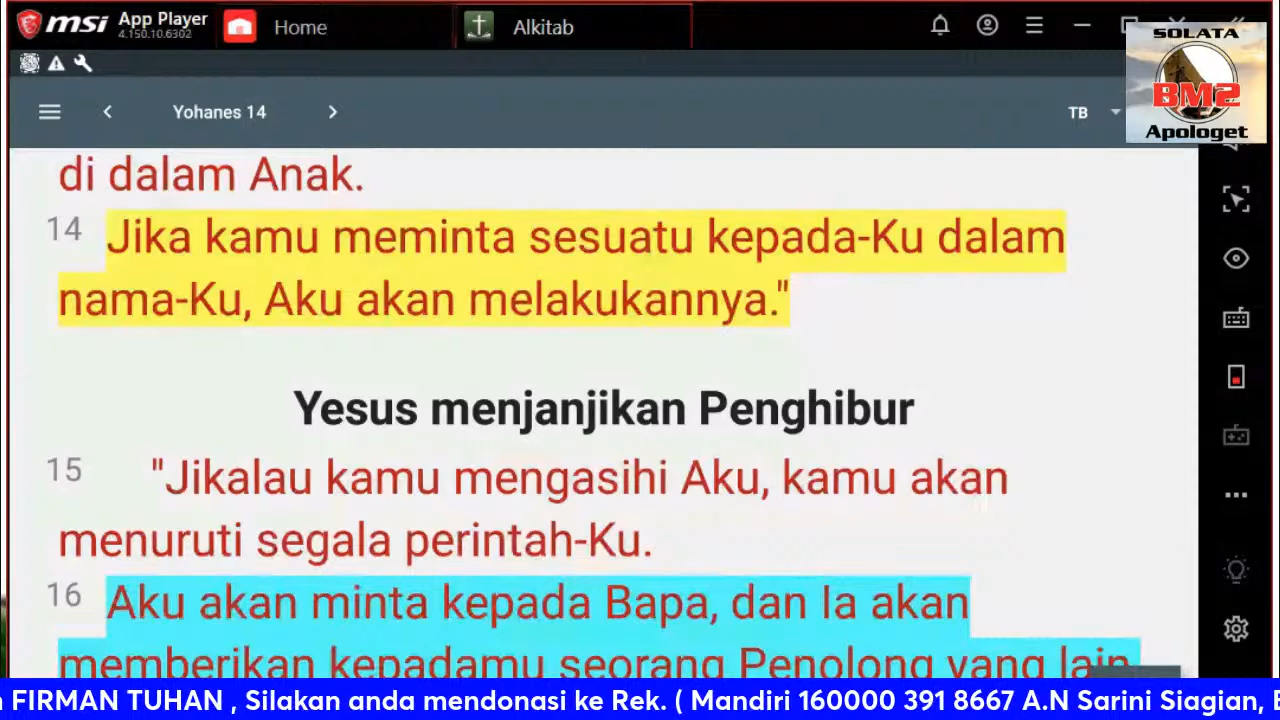 msi App Player
4.150.10.6302
Home
Alkitab
SOLATA
BM2
Apologet
Yohanes 14
TB
di dalam Anak.
14 Jika kamu meminta sesuatu kepada-Ku dalam
nama-Ku, Aku akan melakukannya."
Yesus menjanjikan Penghibur
15 "Jikalau kamu mengasihi Aku, kamu akan
menuruti segala perintah-Ku.
16 Aku akan minta kepada Bapa, dan Ia akan
memberikan kepadamu seorang Penolong yang lain,
FIRMAN TUHAN , Silakan anda mendonasi ke Rek. ( Mandiri 160000 391 8667 A.N Sarini Siagian,